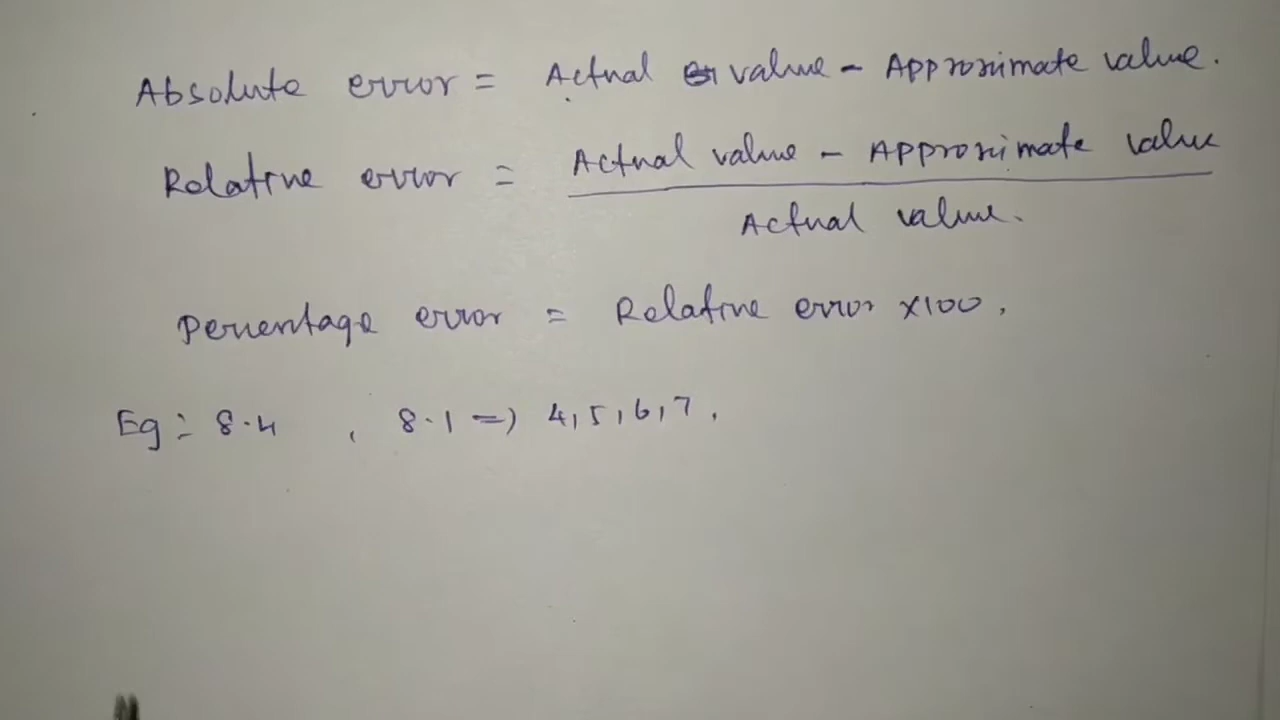 Absolute error = Actual value - Approximate value.
Relative error = Actual value - Approximate value
Actual value.
Percentage error = Relative error ×100.
Eg:- 8.4 , 8.1 => 4,5,6,7,